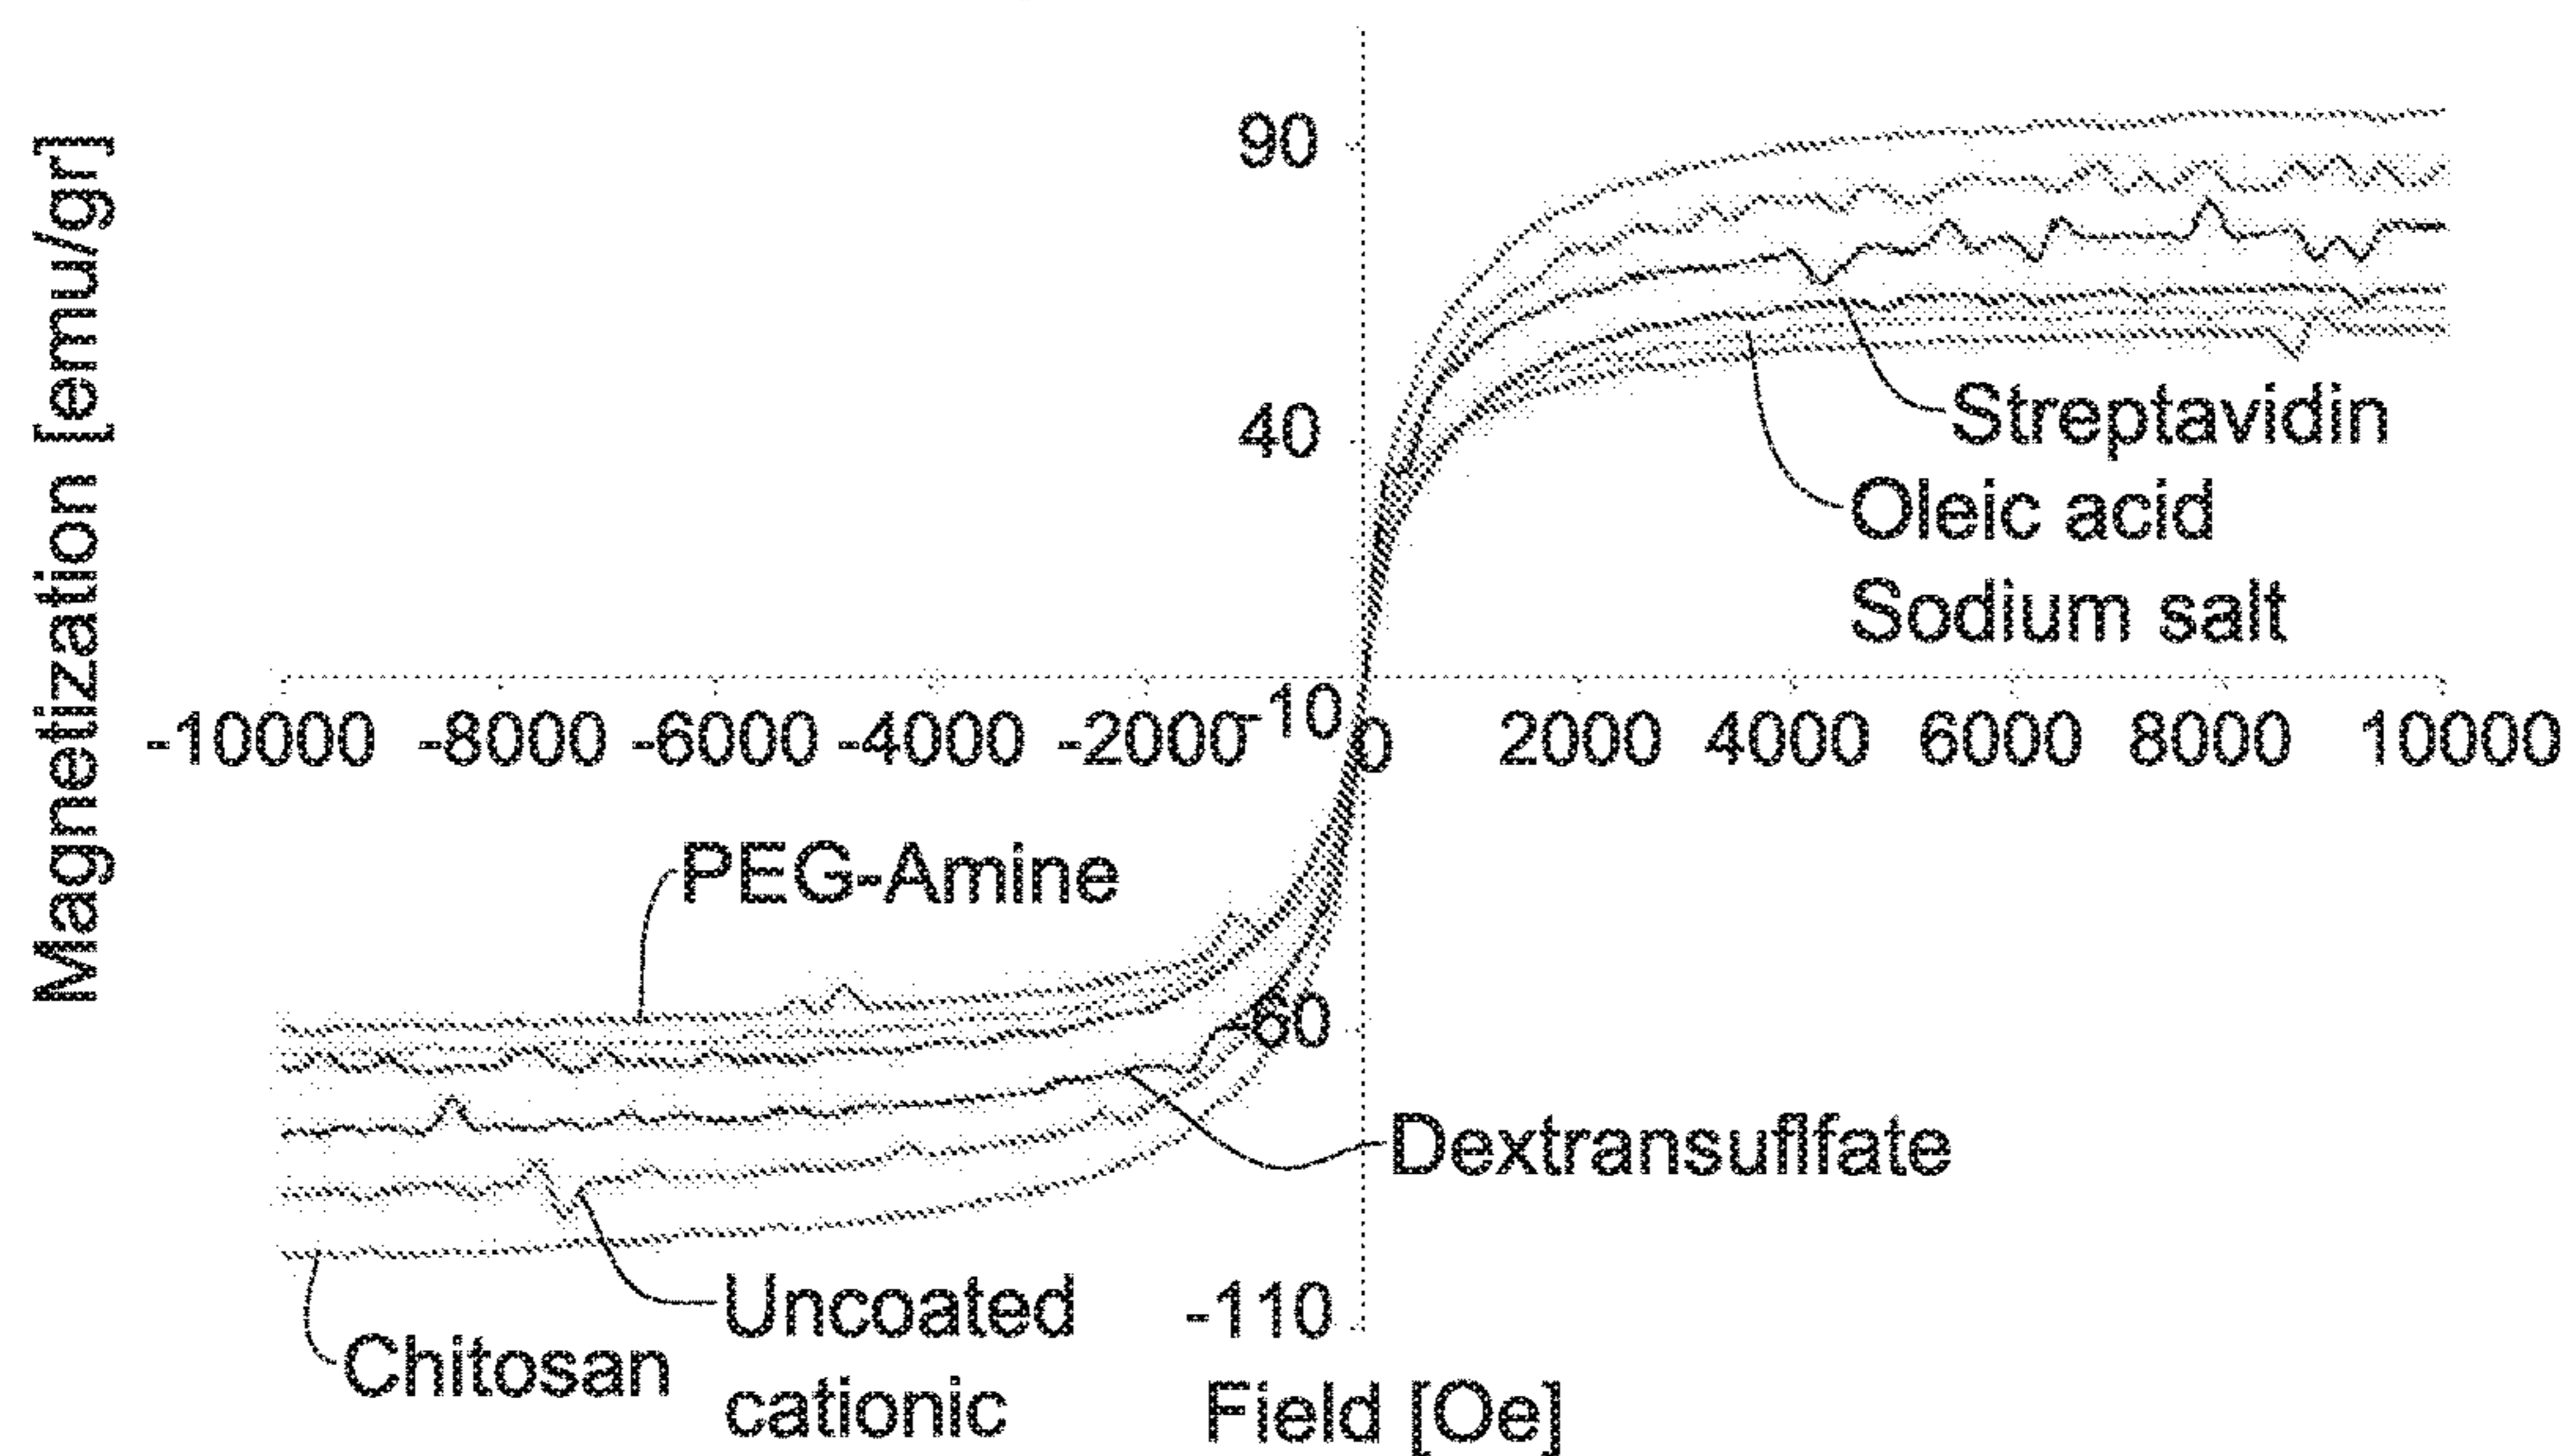 Magnetization [emu/gr]
90
40
Streptavidin
Oleic acid
Sodium salt
-10000 -8000 -6000 -4000 -2000 -10 0 2000 4000 6000 8000 10000
PEG-Amine
-60
Dextransuflfate
Uncoated
cationic
-110
Chitosan
Field [Oe]